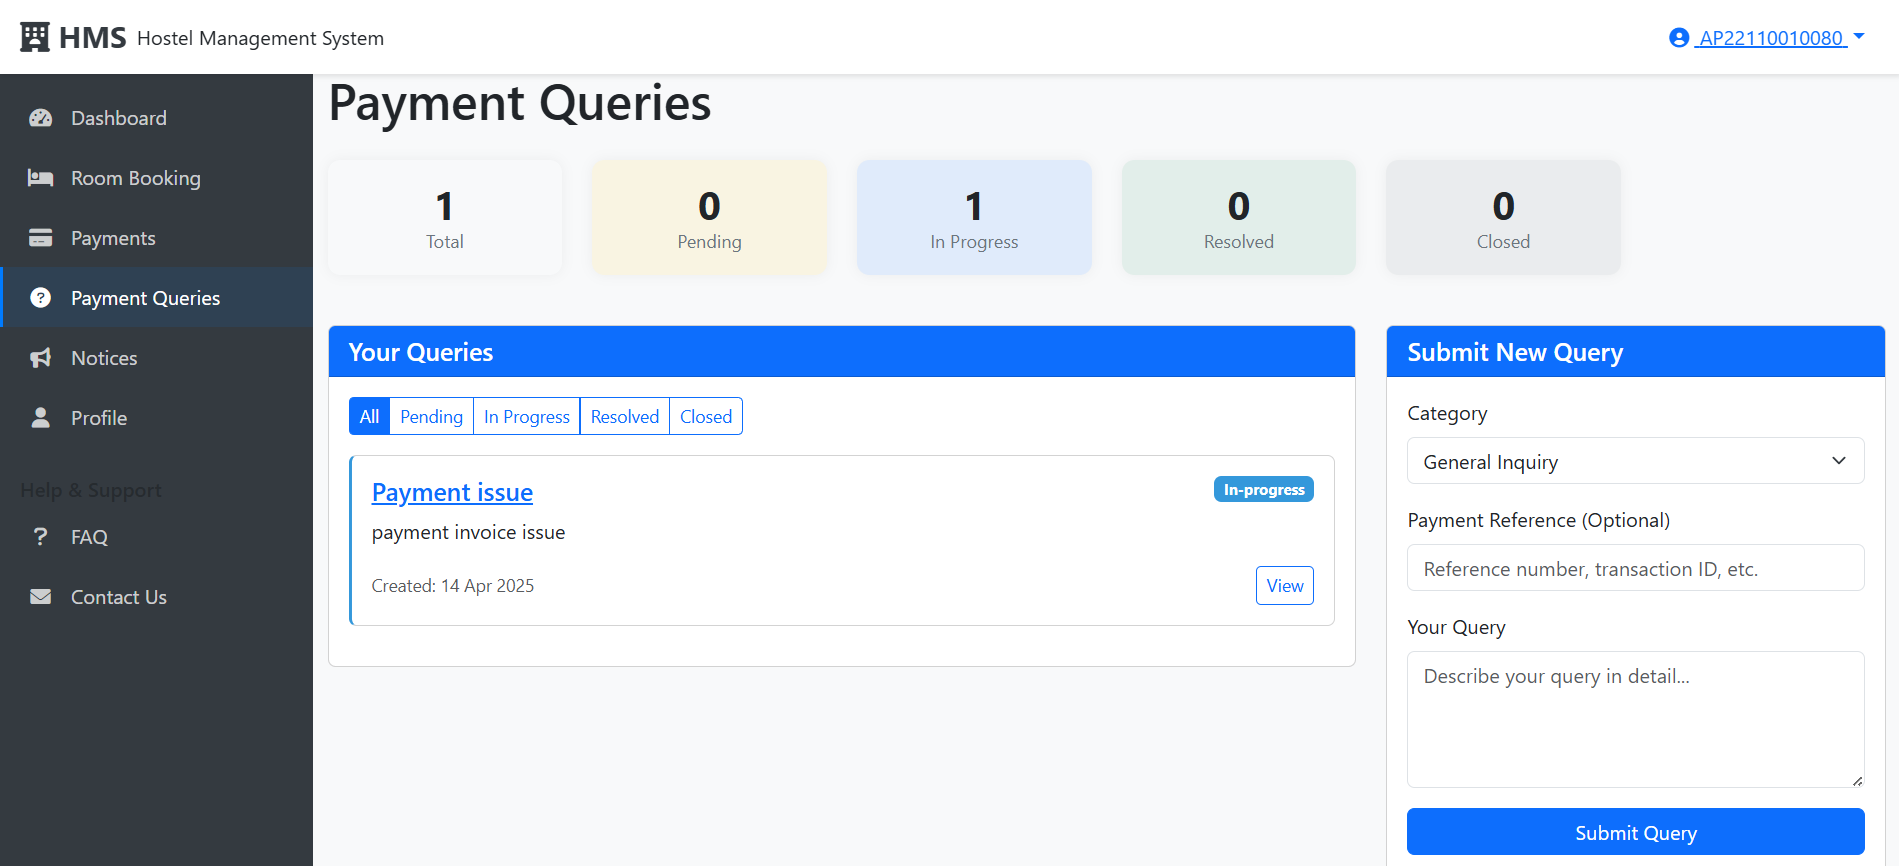 HMS Hostel Management System
AP22110010080
Dashboard
Room Booking
Payments
Payment Queries
Notices
Profile
Help & Support
FAQ
Contact Us
Payment Queries
1
Total
0
Pending
1
In Progress
0
Resolved
0
Closed
Your Queries
All Pending In Progress Resolved Closed
Payment issue
In-progress
payment invoice issue
Created: 14 Apr 2025
View
Submit New Query
Category
General Inquiry
Payment Reference (Optional)
Reference number, transaction ID, etc.
Your Query
Describe your query in detail...
Submit Query